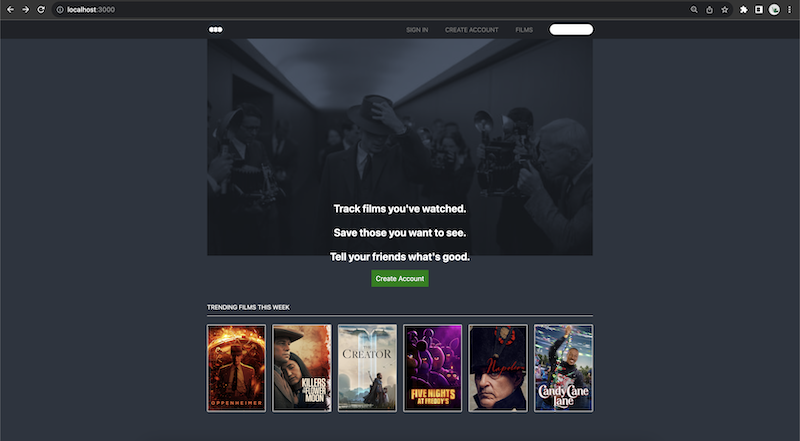 localhost:3000
SIGN IN
CREATE ACCOUNT
FILMS
Track films you've watched.
Save those you want to see.
Tell your friends what's good.
Create Account
TRENDING FILMS THIS WEEK
OPPENHEIMER
KILLERS
OF THE FLOWER
MOON
THE
CREATOR
FIVE NIGHTS
AT FREDDY'S
Napoleon
Candy Cane
Lane